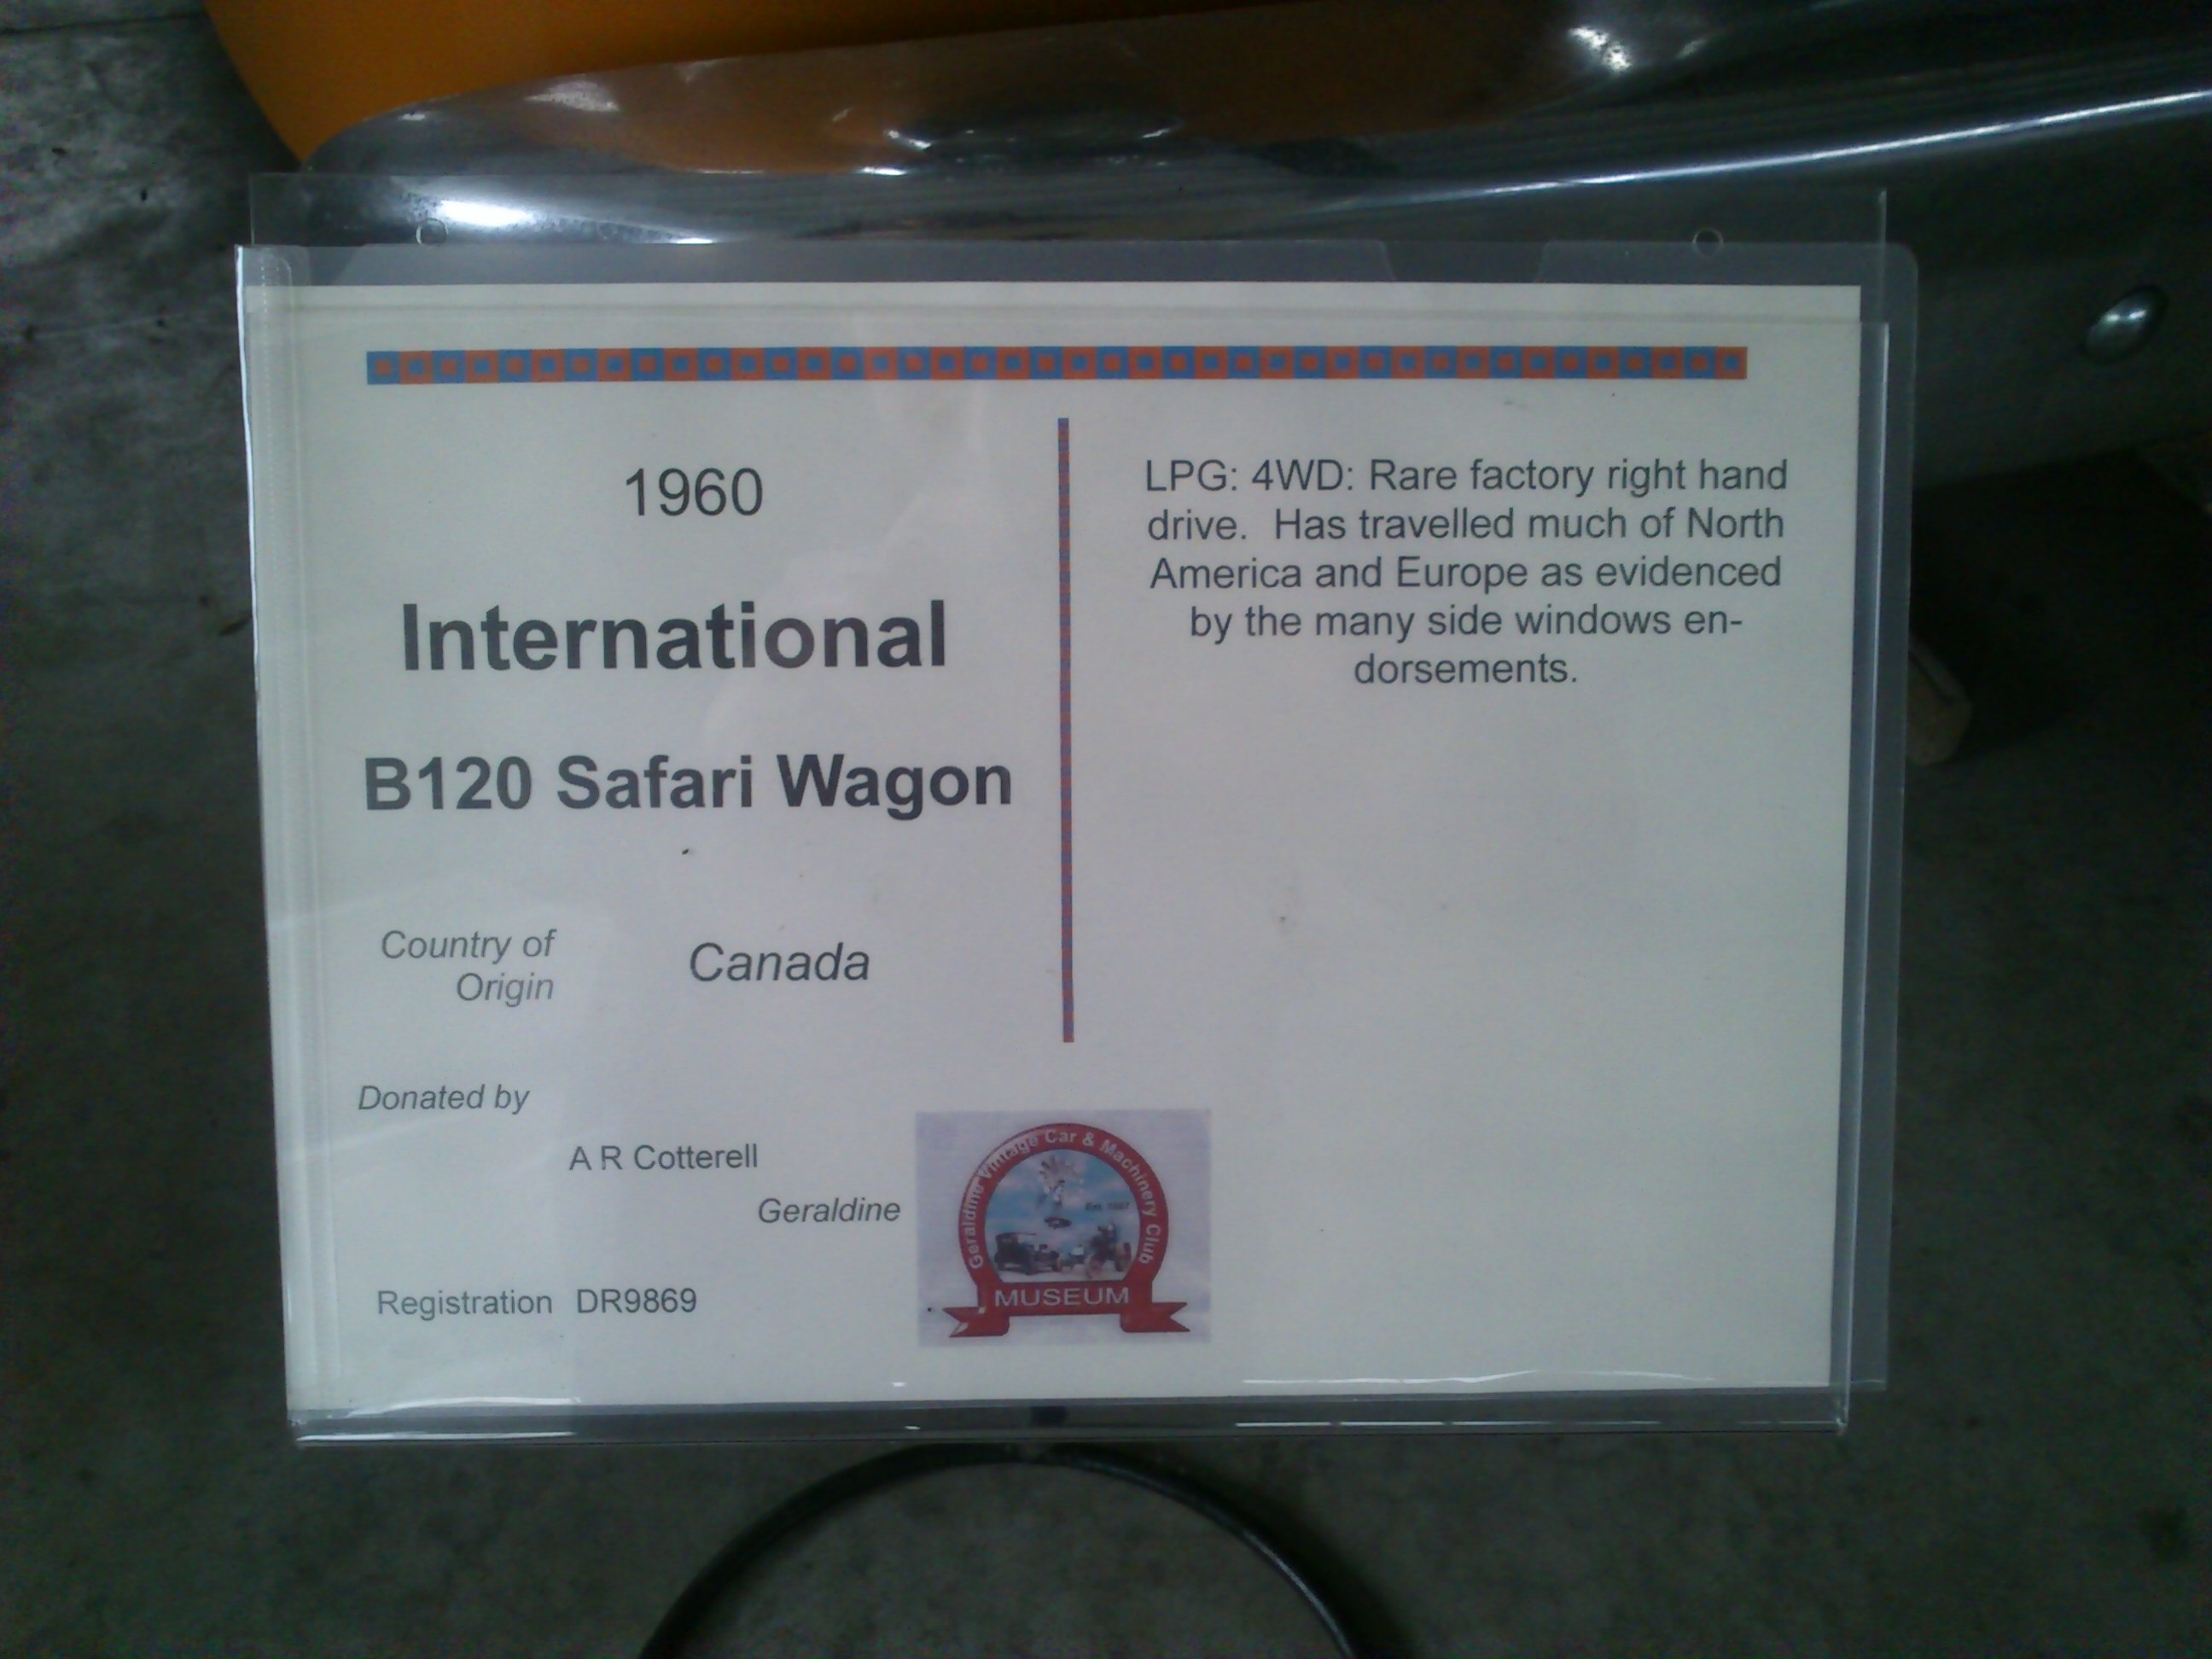 1960
International
B120 Safari Wagon
Country of
Origin
Canada
Donated by
A R Cotterell
Geraldine
Registration DR9869
LPG: 4WD: Rare factory right hand
drive. Has travelled much of North
America and Europe as evidenced
by the many side windows en-
dorsements.
Geraldine Vintage Car & Machinery Club
MUSEUM